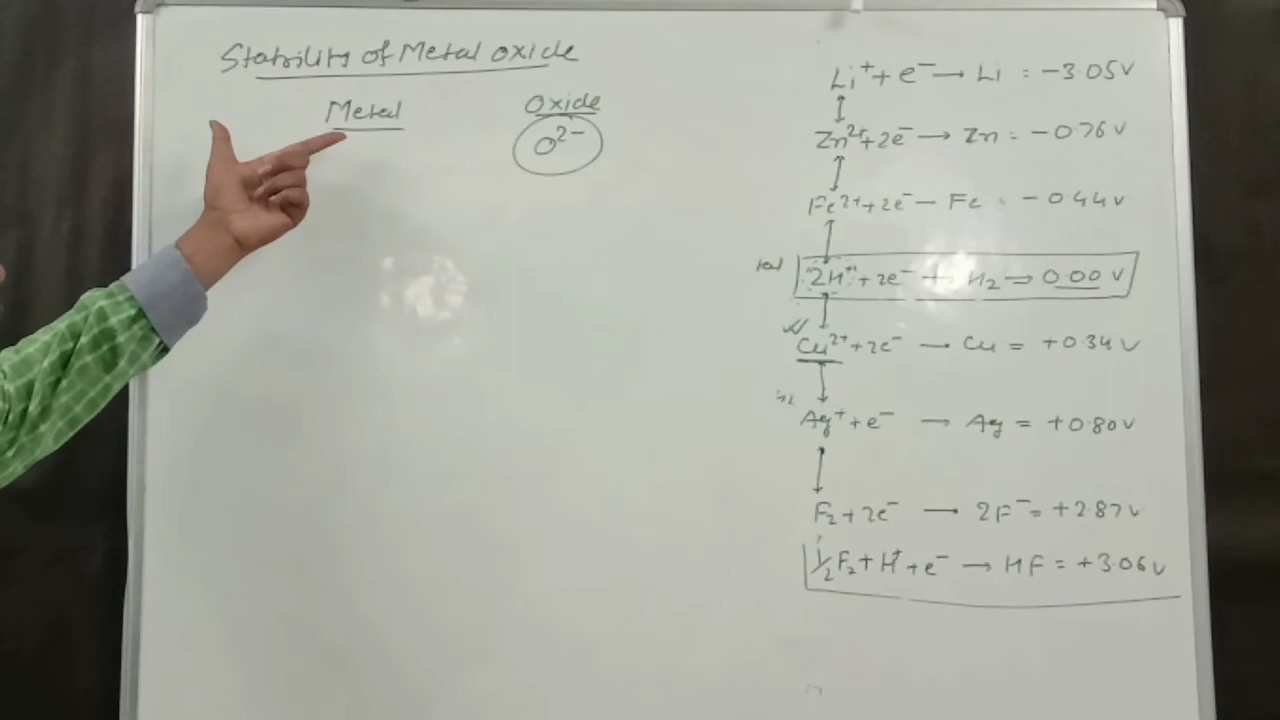 Stability of Metal oxide
Metal
Oxide
O²⁻
Li⁺ + e⁻ → Li = -3.05V
Zn²⁺ + 2e⁻ → Zn = -0.76V
Fe²⁺ + 2e⁻ — Fe = -0.44V
2H⁺ + 2e⁻ → H₂ ⇒ 0.00 V
Cu²⁺ + 2e⁻ → Cu = +0.34V
Ag⁺ + e⁻ → Ag = +0.80V
F₂ + 2e⁻ → 2F⁻ = +2.87V
½F₂ + H⁺ + e⁻ → HF = +3.06V